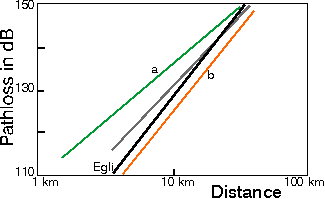 150
Pathloss in dB
a
130
b
Egli
110
1 km
10 km
100 km
Distance